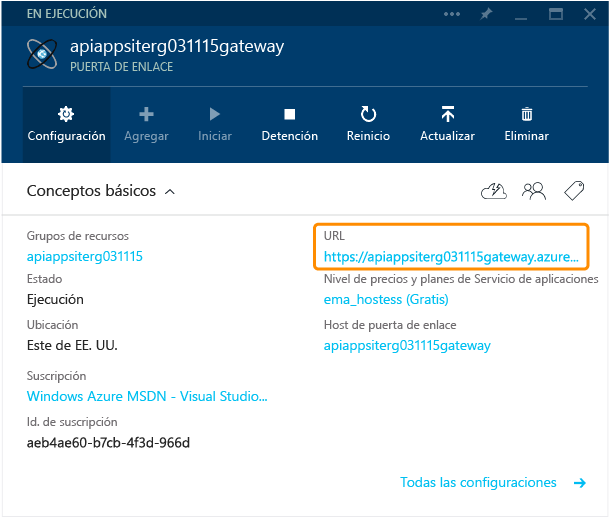 EN EJECUCIÓN
apiappsiterg031115gateway
PUERTA DE ENLACE
Configuración Agregar Iniciar Detención Reinicio Actualizar Eliminar
Conceptos básicos
Grupos de recursos
apiappsiterg031115
Estado
Ejecución
Ubicación
Este de EE. UU.
Suscripción
Windows Azure MSDN - Visual Studio...
Id. de suscripción
aeb4ae60-b7cb-4f3d-966d
URL
https://apiappsiterg031115gateway.azure...
Nivel de precios y planes de Servicio de aplicaciones
ema_hostess (Gratis)
Host de puerta de enlace
apiappsiterg031115gateway
Todas las configuraciones